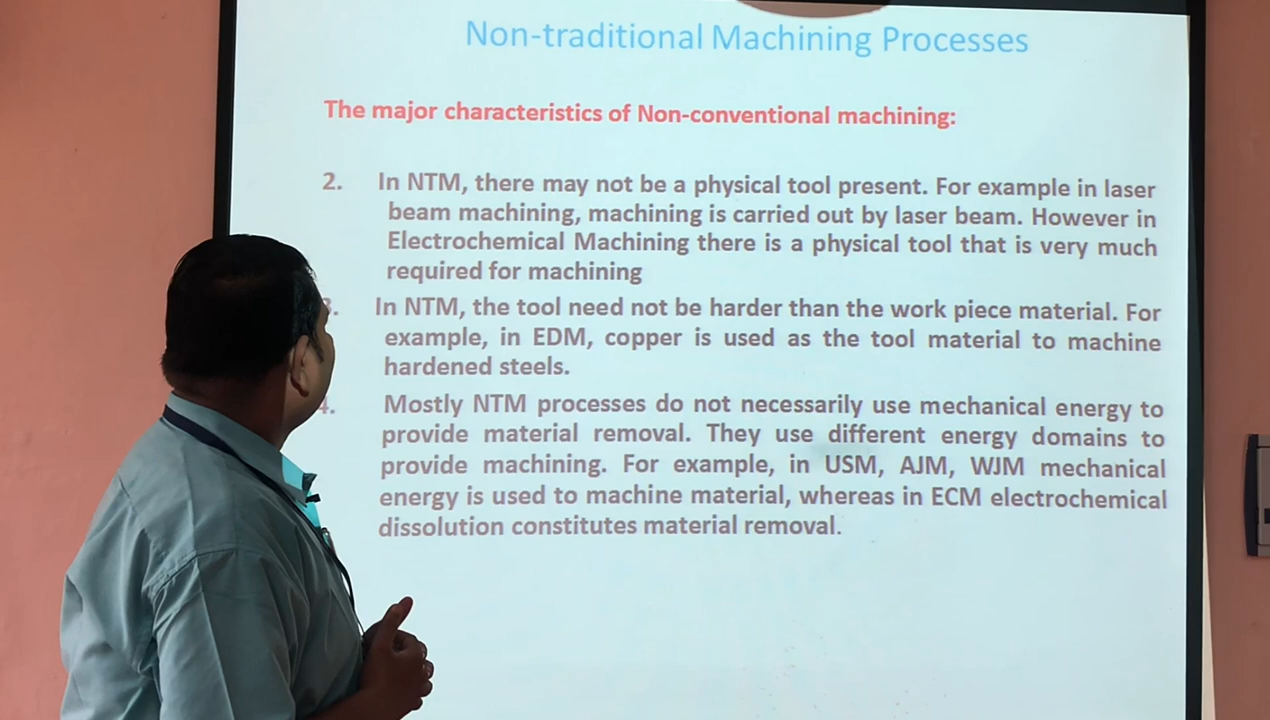 Non-traditional Machining Processes
The major characteristics of Non-conventional machining:
2. In NTM, there may not be a physical tool present. For example in laser
beam machining, machining is carried out by laser beam. However in
Electrochemical Machining there is a physical tool that is very much
required for machining
3. In NTM, the tool need not be harder than the work piece material. For
example, in EDM, copper is used as the tool material to machine
hardened steels.
4. Mostly NTM processes do not necessarily use mechanical energy to
provide material removal. They use different energy domains to
provide machining. For example, in USM, AJM, WJM mechanical
energy is used to machine material, whereas in ECM electrochemical
dissolution constitutes material removal.